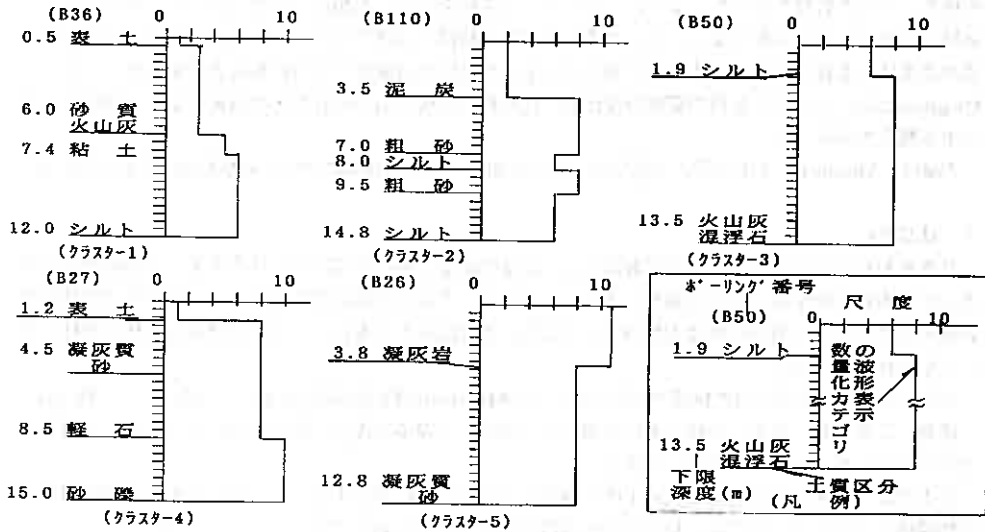 (B36)
0 10
0.5 表土
6.0 砂質
火山灰
7.4 粘土
12.0 シルト
(クラスター1)
(B110)
0 10
3.5 泥炭
7.0 粗砂
8.0 シルト
9.5 粗砂
14.8 シルト
(クラスター2)
(B50)
0 10
1.9 シルト
13.5 火山灰
混浮石
(クラスター3)
(B27)
0 10
1.2 表土
4.5 凝灰質
砂
8.5 軽石
15.0 砂礫
(クラスター4)
(B26)
0 10
3.8 凝灰岩
12.8 凝灰質
砂
(クラスター5)
ボーリング番号
尺度
(B50)
0 10
1.9 シルト
数量化カテゴリ
の波形表示
13.5 火山灰
混浮石
下限
深度(m)
土質区分
(凡例)